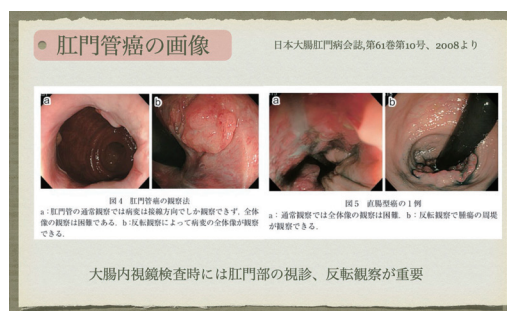 肛門管癌の画像
日本大腸肛門病会誌,第61巻第10号、2008より
a
b
a
b
図4 肛門管癌の観察法
a:肛門管の通常観察では病変は接線方向でしか観察できず,全体
像の観察は困難である. b:反転観察によって病変の全体像が観察
できる.
図5 直腸型癌の1例
a:通常観察では全体像の観察は困難. b:反転観察で腫瘍の周堤
が観察できる.
大腸内視鏡検査時には肛門部の視診、反転観察が重要